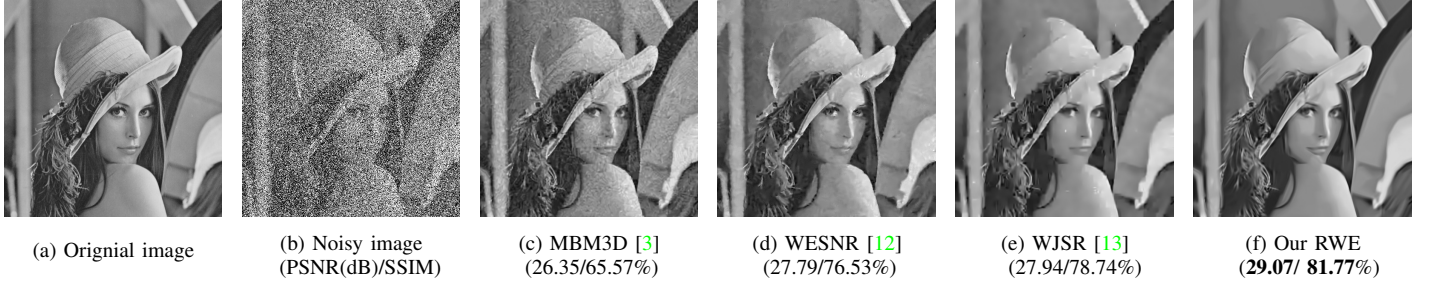 (a) Orignial image
(b) Noisy image
(PSNR(dB)/SSIM)
(c) MBM3D [3]
(26.35/65.57%)
(d) WESNR [12]
(27.79/76.53%)
(e) WJSR [13]
(27.94/78.74%)
(f) Our RWE
(29.07/ 81.77%)